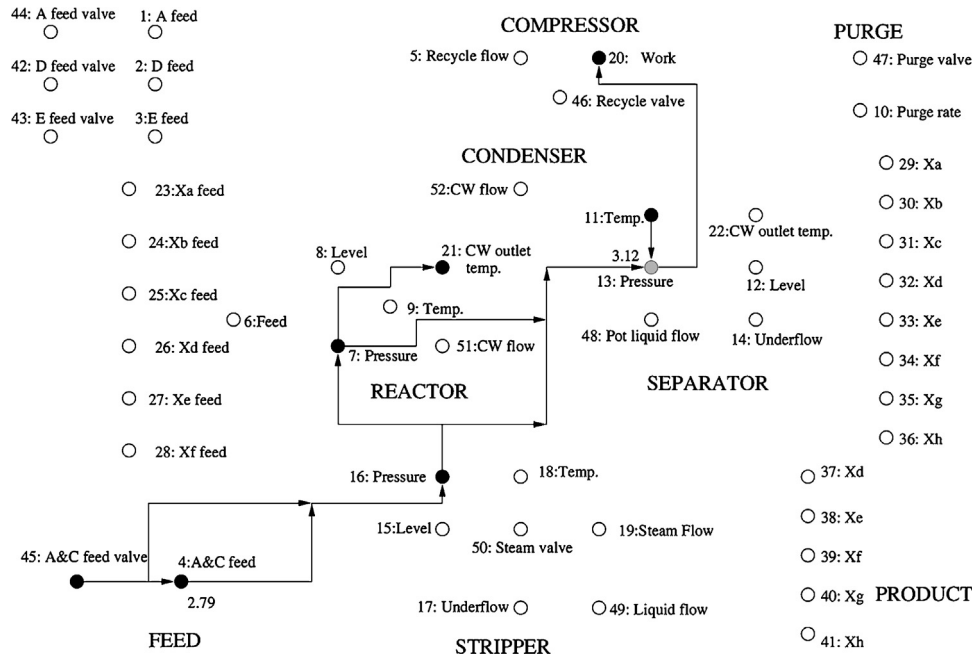 44: A feed valve
1: A feed
COMPRESSOR
PURGE
5: Recycle flow
20: Work
47: Purge valve
42: D feed valve
2: D feed
46: Recycle valve
10: Purge rate
43: E feed valve
3:E feed
CONDENSER
29: Xa
23:Xa feed
52:CW flow
30: Xb
11:Temp.
22:CW outlet temp.
24:Xb feed
8: Level
21: CW outlet
temp.
3.12
31: Xc
13: Pressure
12: Level
32: Xd
25:Xc feed
9: Temp.
6:Feed
33: Xe
48: Pot liquid flow
14: Underflow
26: Xd feed
7: Pressure
51:CW flow
34: Xf
REACTOR
SEPARATOR
27: Xe feed
35: Xg
36: Xh
28: Xf feed
16: Pressure
18:Temp.
37: Xd
15:Level
50: Steam valve
19:Steam Flow
38: Xe
45: A&C feed valve
4:A&C feed
39: Xf
2.79
17: Underflow
49: Liquid flow
40: Xg
PRODUCT
FEED
STRIPPER
41: Xh